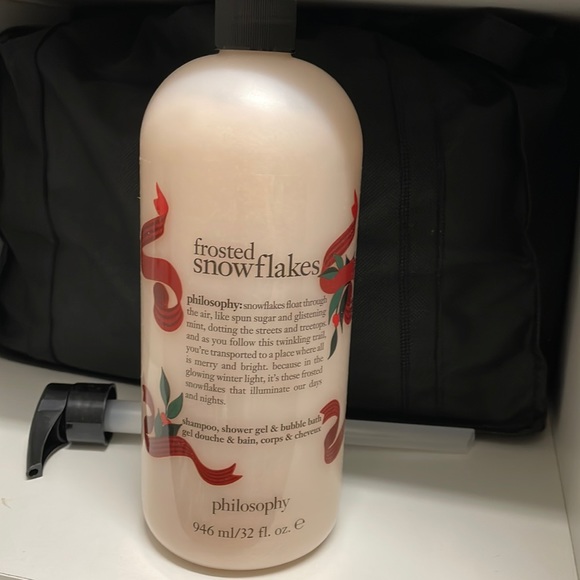 frosted
snowflakes
philosophy: snowflakes float through
the air, like spun sugar and glistening
mint, dotting the streets and treetops.
and as you follow this twinkling trail,
you're transported to a place where all
is merry and bright. because in the
glowing winter light, it's these frosted
snowflakes that illuminate our days
and nights.
shampoo, shower gel & bubble bath
gel douche & bain, corps & cheveux
philosophy
946 ml/32 fl. oz. ℮